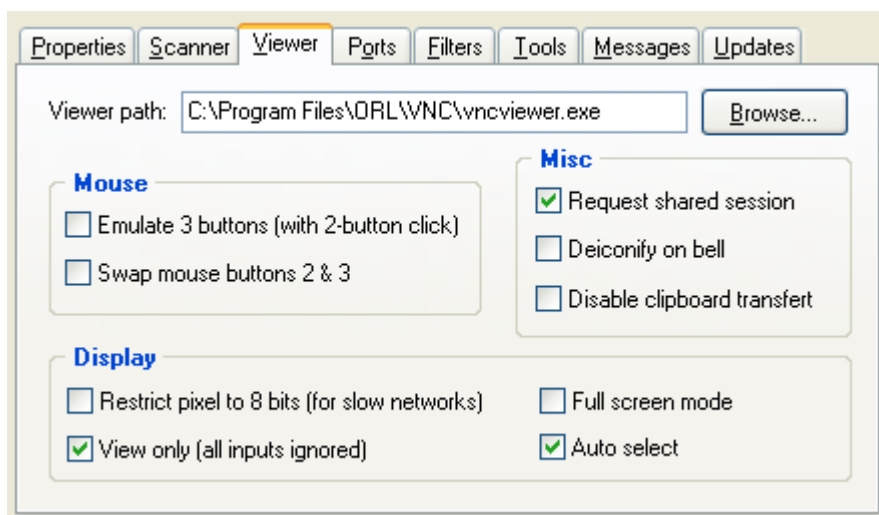 Properties Scanner Viewer Ports Filters Tools Messages Updates
Viewer path: C:\Program Files\ORL\VNC\vncviewer.exe Browse...
Mouse
Emulate 3 buttons (with 2-button click)
Swap mouse buttons 2 & 3
Misc
Request shared session
Deiconify on bell
Disable clipboard transfert
Display
Restrict pixel to 8 bits (for slow networks) Full screen mode
View only (all inputs ignored) Auto select